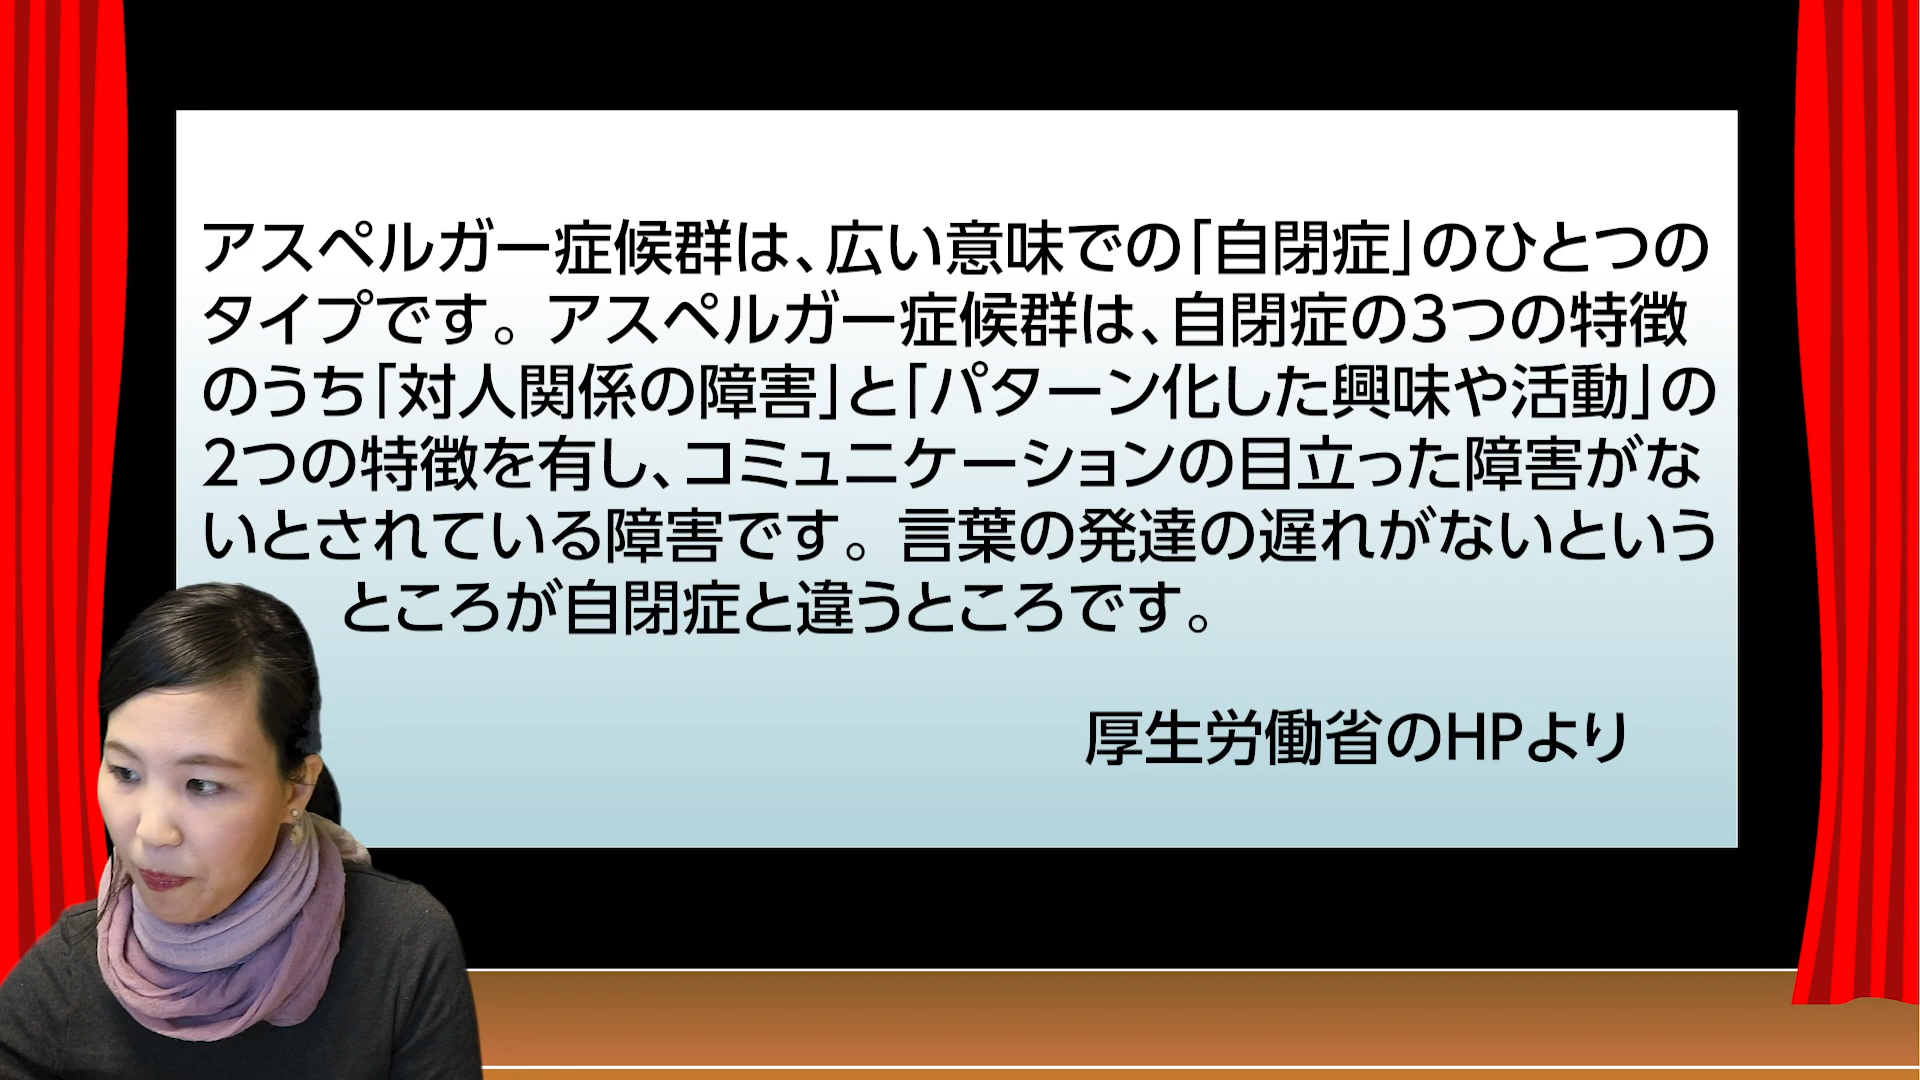 アスペルガー症候群は、広い意味での「自閉症」のひとつの
タイプです。アスペルガー症候群は、自閉症の3つの特徴
のうち「対人関係の障害」と「パターン化した興味や活動」の
2つの特徴を有し、コミュニケーションの目立った障害がな
いとされている障害です。言葉の発達の遅れがないという
ところが自閉症と違うところです。
厚生労働省のHPより